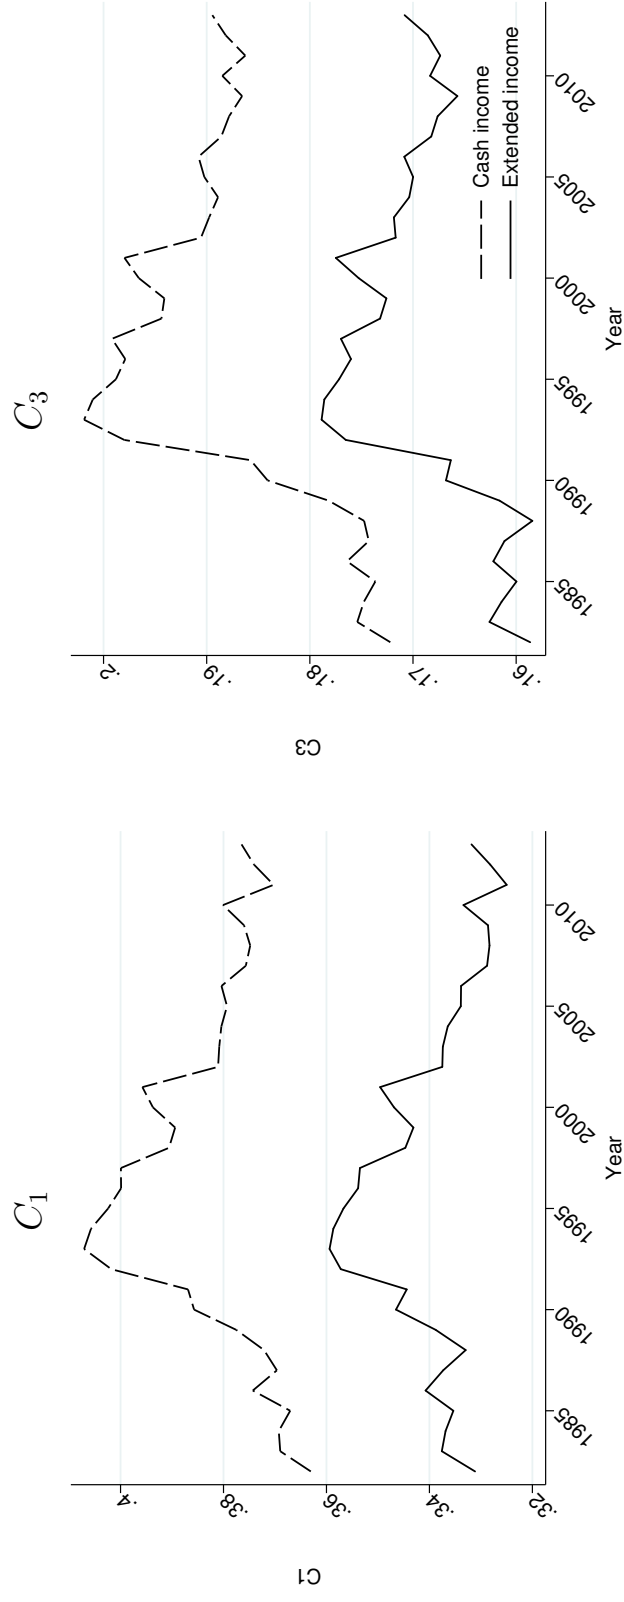 C1
C1
.4
.38
.36
.34
.32
1985
1990
1995
2000
2005
2010
Year
C3
C3
.2
.19
.18
.17
.16
1985
1990
1995
2000
2005
2010
Year
Cash income
Extended income